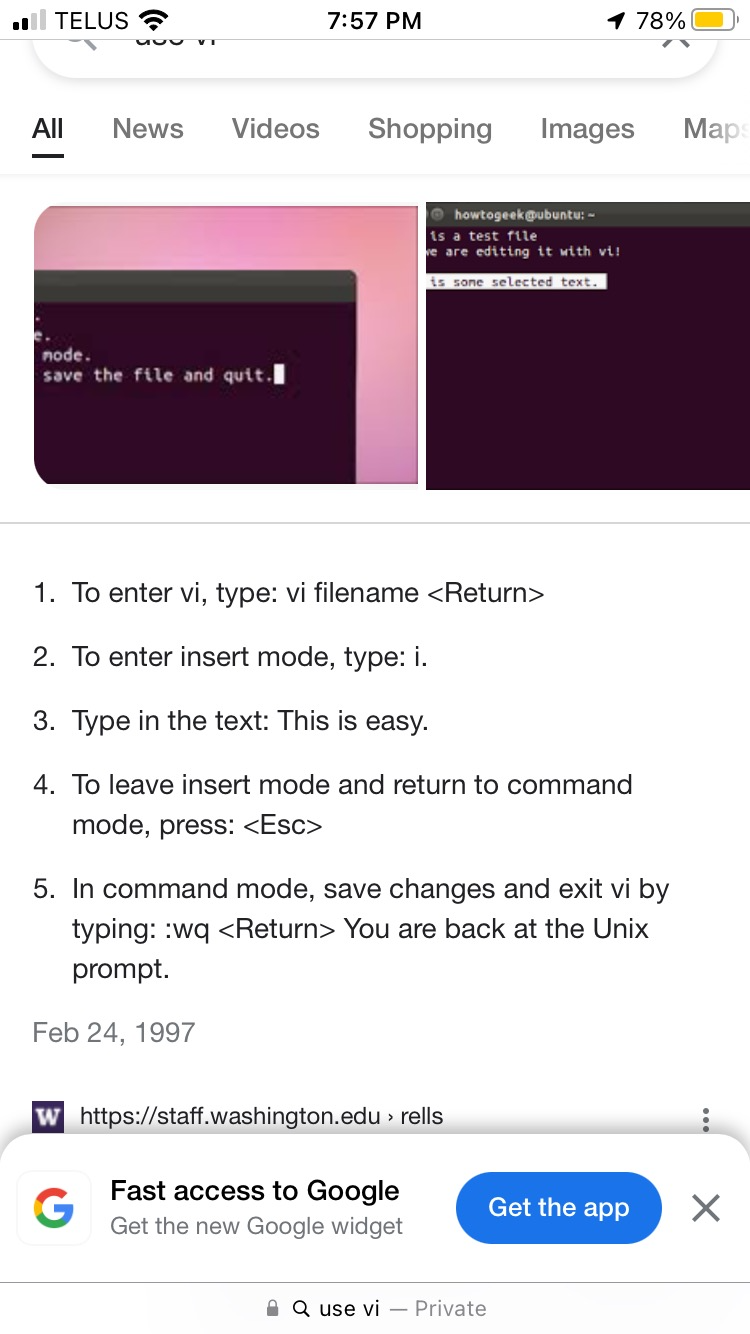 TELUS 7:57 PM 78%
use vi
All News Videos Shopping Images Maps
e.
mode.
save the file and quit.
howtogeek@ubuntu: ~
is a test file
we are editing it with vi!
is some selected text.
1. To enter vi, type: vi filename <Return>
2. To enter insert mode, type: i.
3. Type in the text: This is easy.
4. To leave insert mode and return to command
mode, press: <Esc>
5. In command mode, save changes and exit vi by
typing: :wq <Return> You are back at the Unix
prompt.
Feb 24, 1997
W https://staff.washington.edu › rells
Fast access to Google
Get the new Google widget
Get the app
use vi — Private